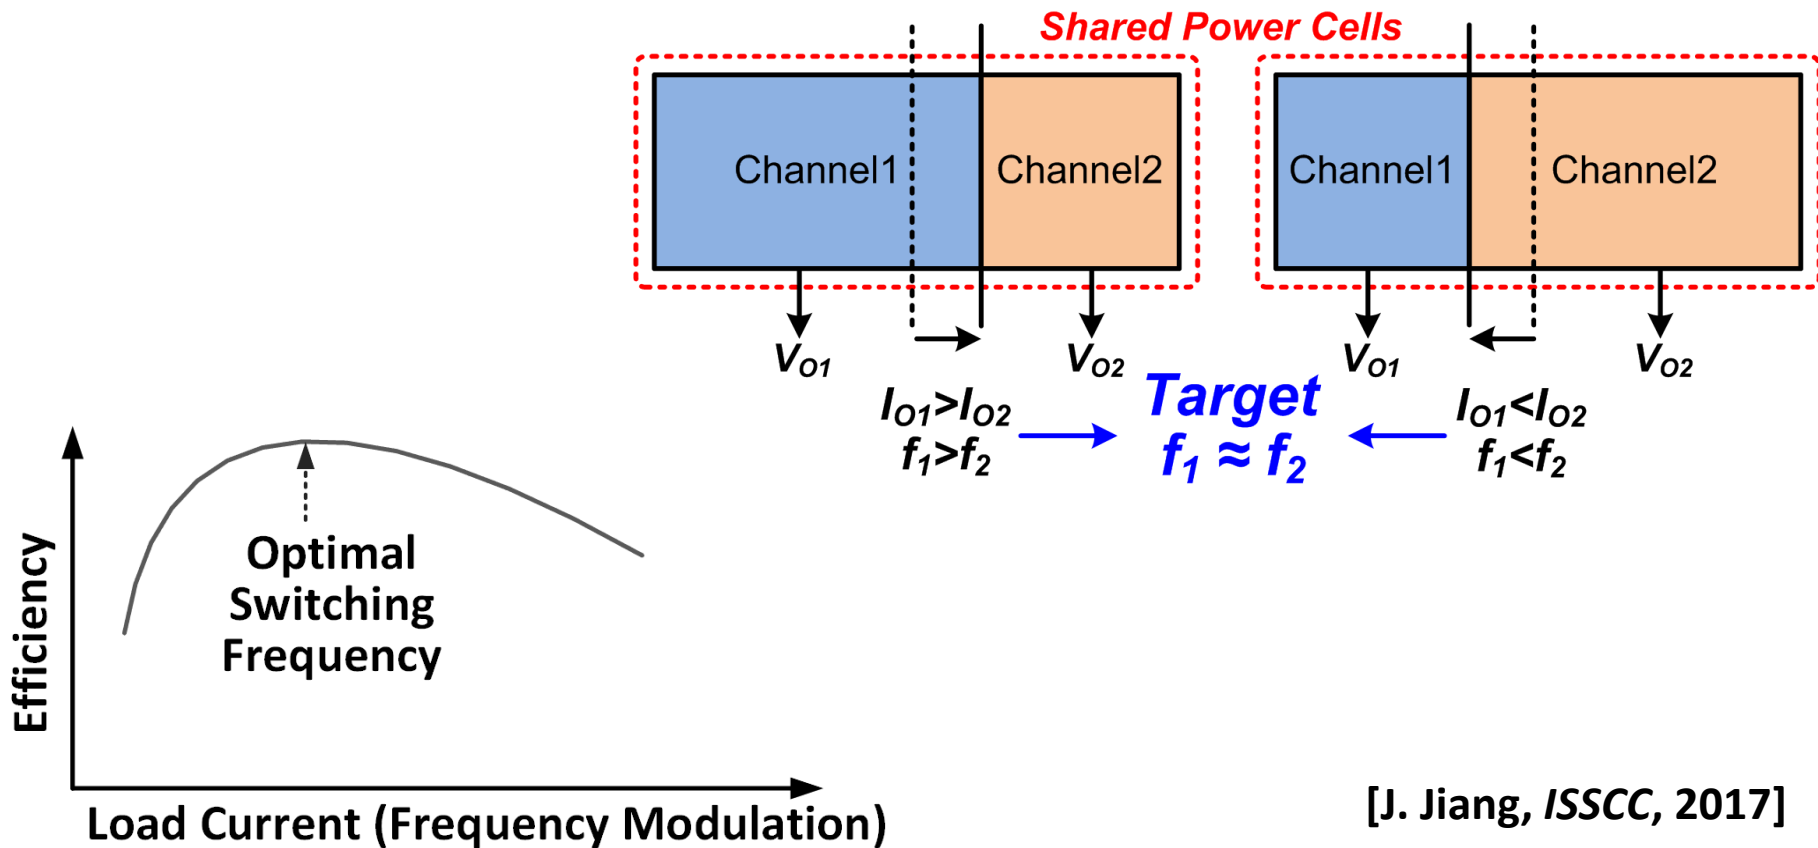 Shared Power Cells
Channel1
Channel2
Channel1
Channel2
VO1
VO2
VO1
VO2
IO1>IO2
f1>f2
Target
f1 ≈ f2
IO1<IO2
f1<f2
Efficiency
Optimal
Switching
Frequency
Load Current (Frequency Modulation)
[J. Jiang, ISSCC, 2017]